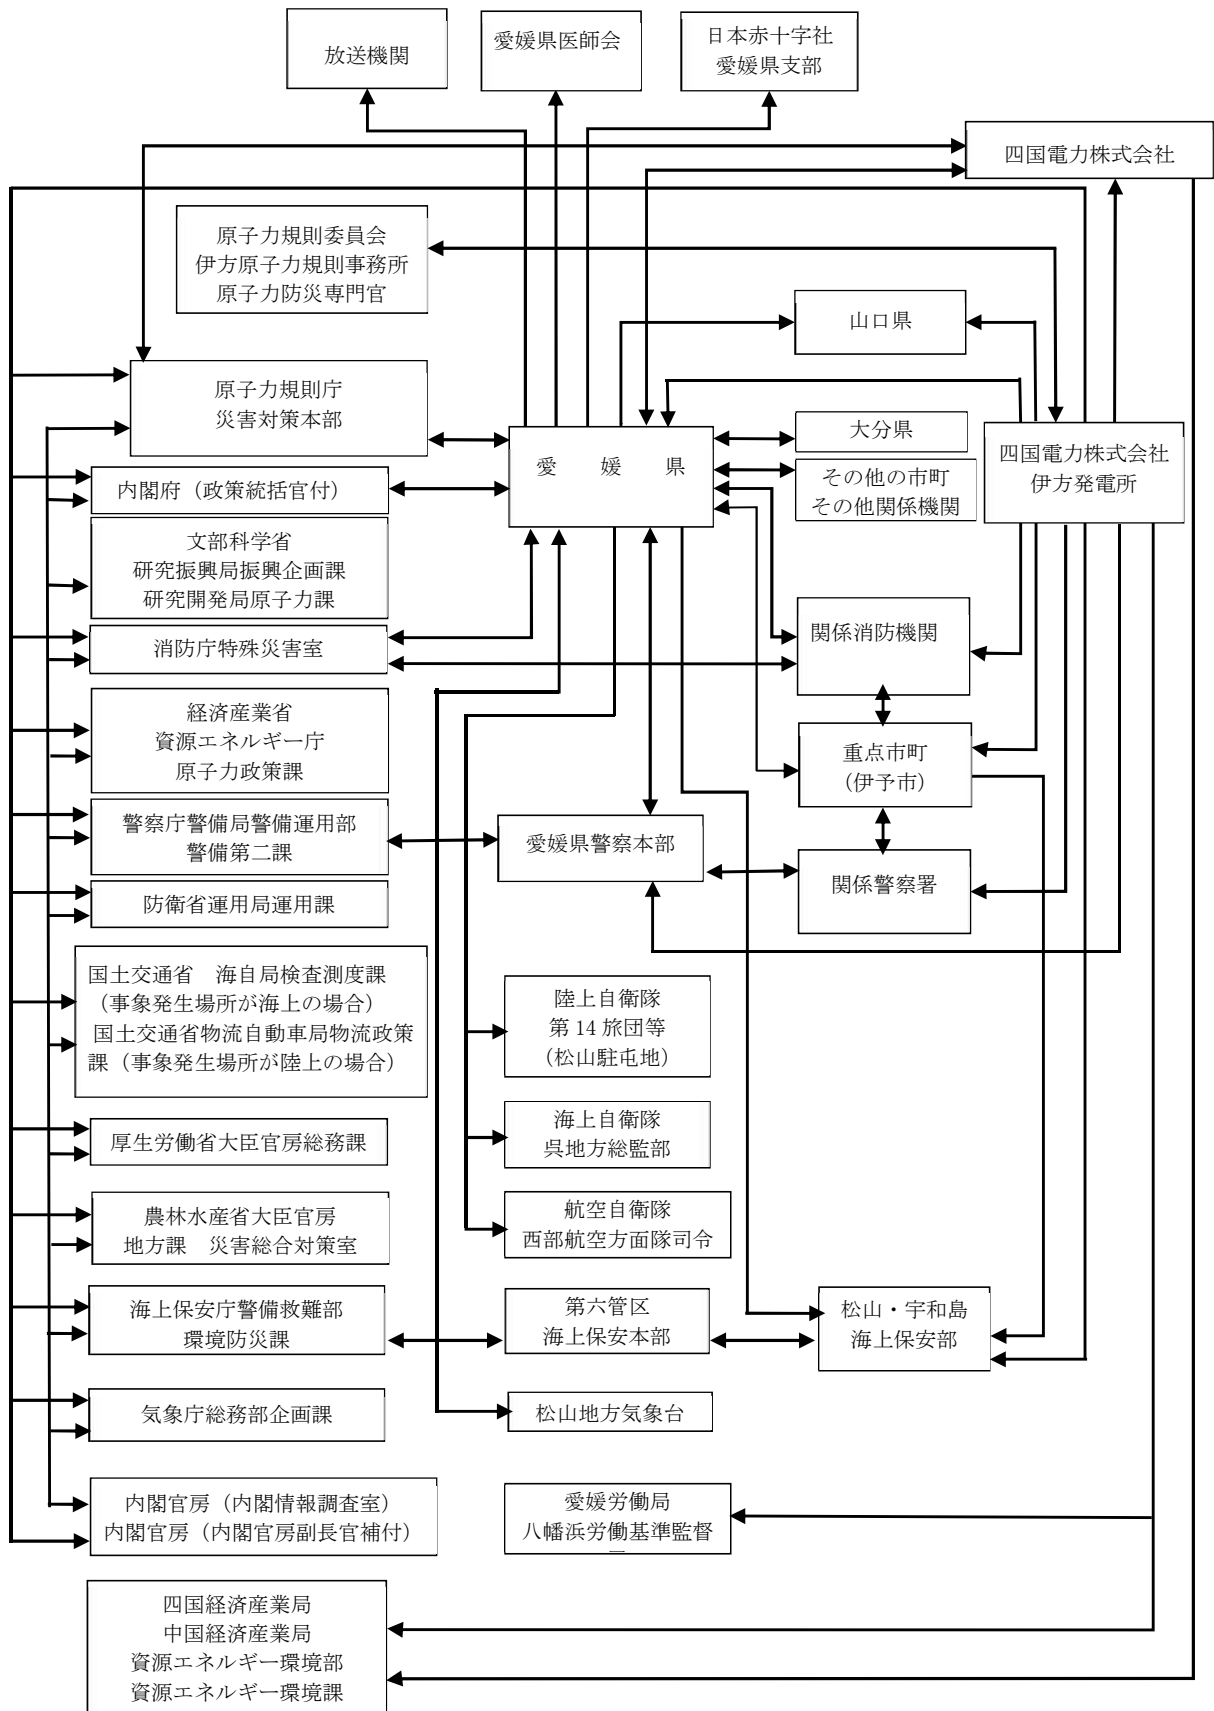 放送機関
愛媛県医師会
日本赤十字社
愛媛県支部
四国電力株式会社
原子力規則委員会
伊方原子力規則事務所
原子力防災専門官
山口県
原子力規則庁
災害対策本部
愛　媛　県
大分県
その他の市町
その他関係機関
四国電力株式会社
伊方発電所
内閣府（政策統括官付）
文部科学省
研究振興局振興企画課
研究開発局原子力課
消防庁特殊災害室
関係消防機関
経済産業省
資源エネルギー庁
原子力政策課
重点市町
（伊予市）
警察庁警備局警備運用部
警備第二課
愛媛県警察本部
関係警察署
防衛省運用局運用課
国土交通省　海自局検査測度課
（事象発生場所が海上の場合）
国土交通省物流自動車局物流政策
課（事象発生場所が陸上の場合）
陸上自衛隊
第 14 旅団等
（松山駐屯地）
厚生労働省大臣官房総務課
海上自衛隊
呉地方総監部
農林水産省大臣官房
地方課　災害総合対策室
航空自衛隊
西部航空方面隊司令
海上保安庁警備救難部
環境防災課
第六管区
海上保安本部
松山・宇和島
海上保安部
気象庁総務部企画課
松山地方気象台
内閣官房（内閣情報調査室）
内閣官房（内閣官房副長官補付）
愛媛労働局
八幡浜労働基準監督
四国経済産業局
中国経済産業局
資源エネルギー環境部
資源エネルギー環境課